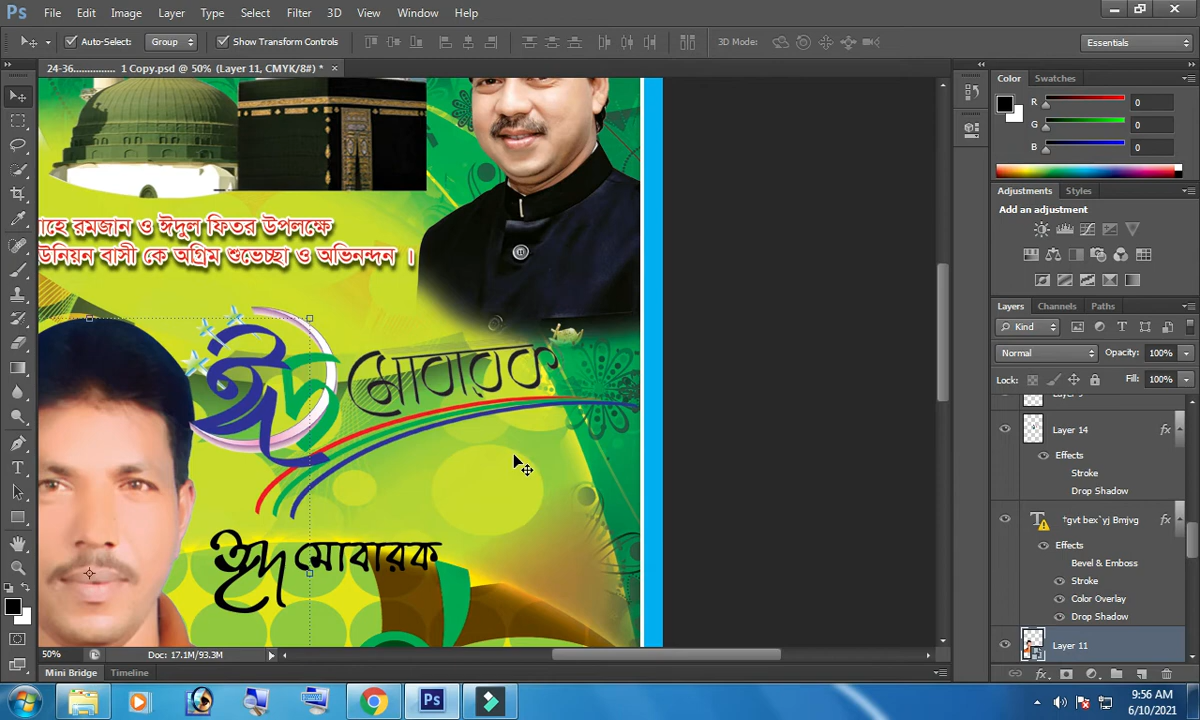 Ps File Edit Image Layer Type Select Filter 3D View Window Help
Auto-Select: Group Show Transform Controls 3D Mode: Essentials
24-36.............. 1 Copy.psd @ 50% (Layer 11, CMYK/8#) * ×
Color Swatches
R 0
G 0
B 0
Adjustments Styles
Add an adjustment
Layers Channels Paths
Kind
Normal Opacity: 100%
Lock: Fill: 100%
Layer 14 fx
Effects
Stroke
Drop Shadow
†gvt bex`yj Bmjvg fx
Effects
Bevel & Emboss
Stroke
Color Overlay
Drop Shadow
Layer 11
াহে রমজান ও ঈদুল ফিতর উপলক্ষে
উনিয়ন বাসী কে অগ্রিম শুভেচ্ছা ও অভিনন্দন ।
ঈদ মোবারক
ঈদ মোবারক
50% Doc: 17.1M/93.3M
Mini Bridge Timeline
Ps
9:56 AM
6/10/2021